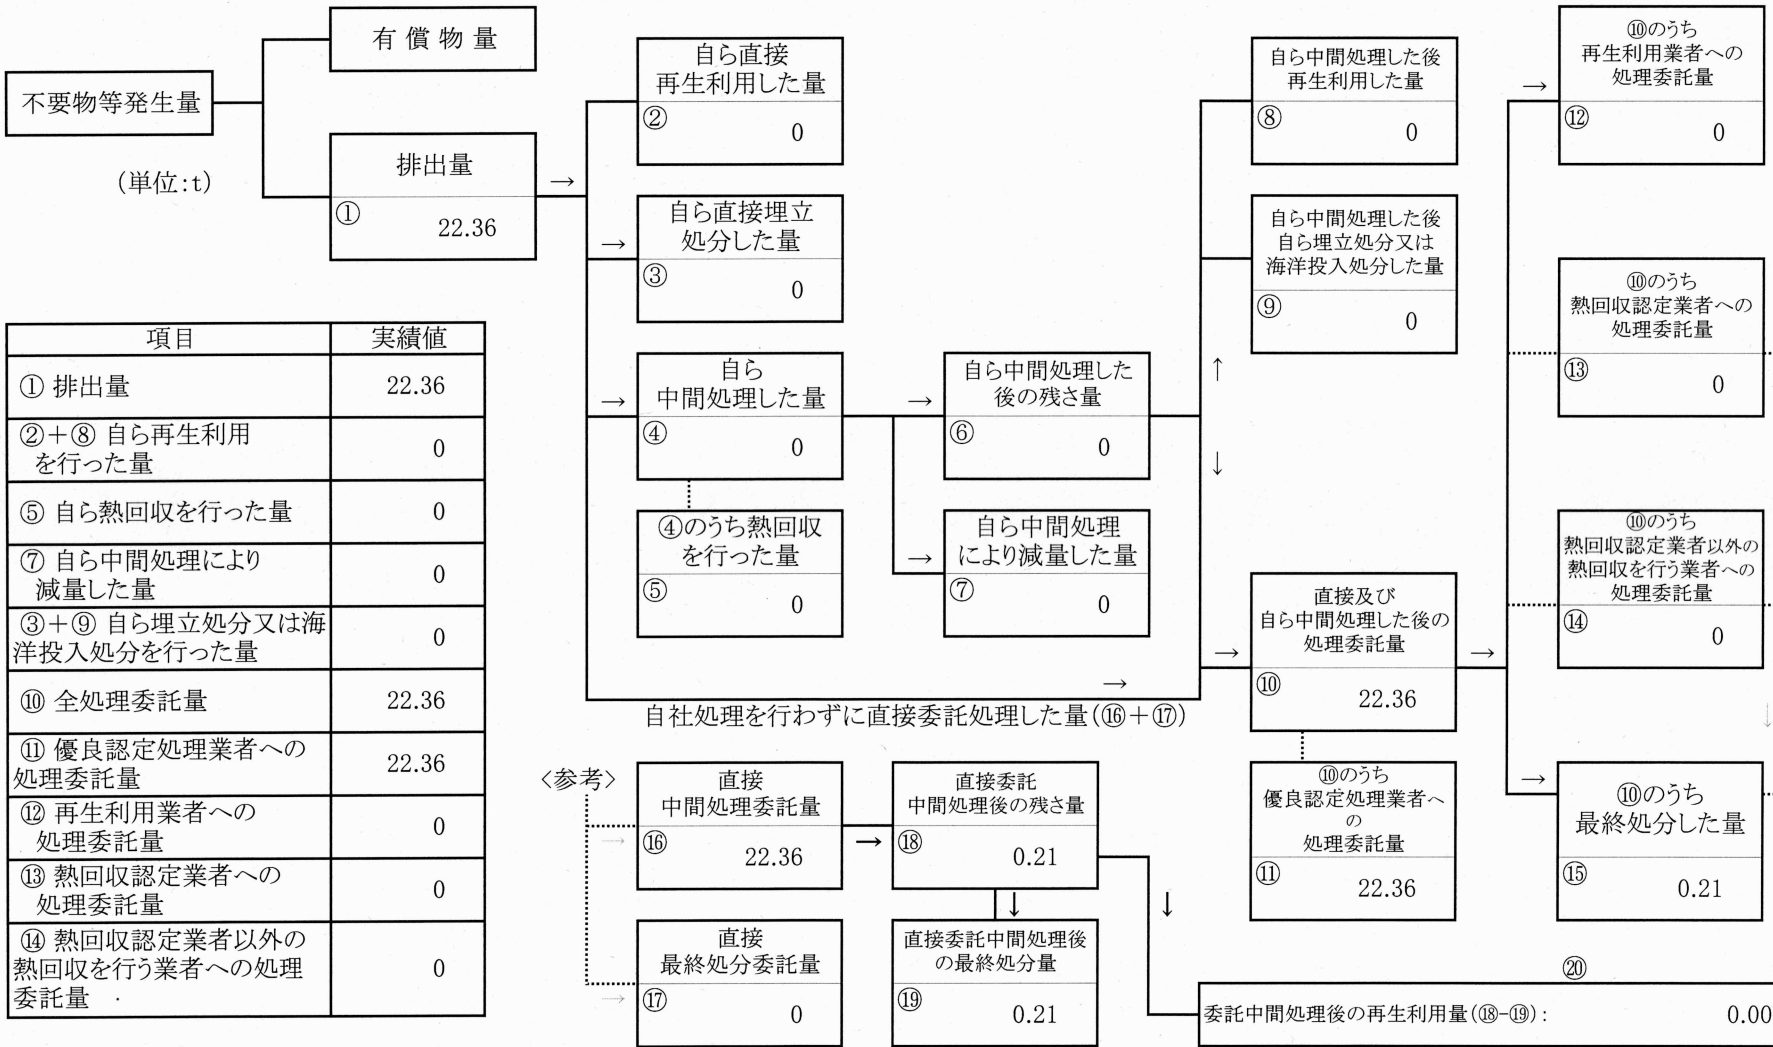 不要物等発生量
(単位:t)
有償物量
排出量
①
22.36
自ら直接
再生利用した量
②
0
自ら直接埋立
処分した量
③
0
自ら
中間処理した量
④
0
④のうち熱回収
を行った量
⑤
0
自ら中間処理した
後の残さ量
⑥
0
自ら中間処理
により減量した量
⑦
0
自ら中間処理した後
再生利用した量
⑧
0
自ら中間処理した後
自ら埋立処分又は
海洋投入処分した量
⑨
0
直接及び
自ら中間処理した後の
処理委託量
⑩
22.36
⑩のうち
優良認定処理業者へ
の
処理委託量
⑪
22.36
⑩のうち
再生利用業者への
処理委託量
⑫
0
⑩のうち
熱回収認定業者への
処理委託量
⑬
0
⑩のうち
熱回収認定業者以外の
熱回収を行う業者への
処理委託量
⑭
0
⑩のうち
最終処分した量
⑮
0.21
自社処理を行わずに直接委託処理した量(⑯+⑰)
<参考>
直接
中間処理委託量
⑯
22.36
直接
最終処分委託量
⑰
0
直接委託
中間処理後の残さ量
⑱
0.21
直接委託中間処理後
の最終処分量
⑲
0.21
⑳
委託中間処理後の再生利用量(⑱-⑲): 0.00
項目 実績値
① 排出量 22.36
②+⑧ 自ら再生利用
を行った量 0
⑤ 自ら熱回収を行った量 0
⑦ 自ら中間処理により
減量した量 0
③+⑨ 自ら埋立処分又は海
洋投入処分を行った量 0
⑩ 全処理委託量 22.36
⑪ 優良認定処理業者への
処理委託量 22.36
⑫ 再生利用業者への
処理委託量 0
⑬ 熱回収認定業者への
処理委託量 0
⑭ 熱回収認定業者以外の
熱回収を行う業者への処理
委託量 0